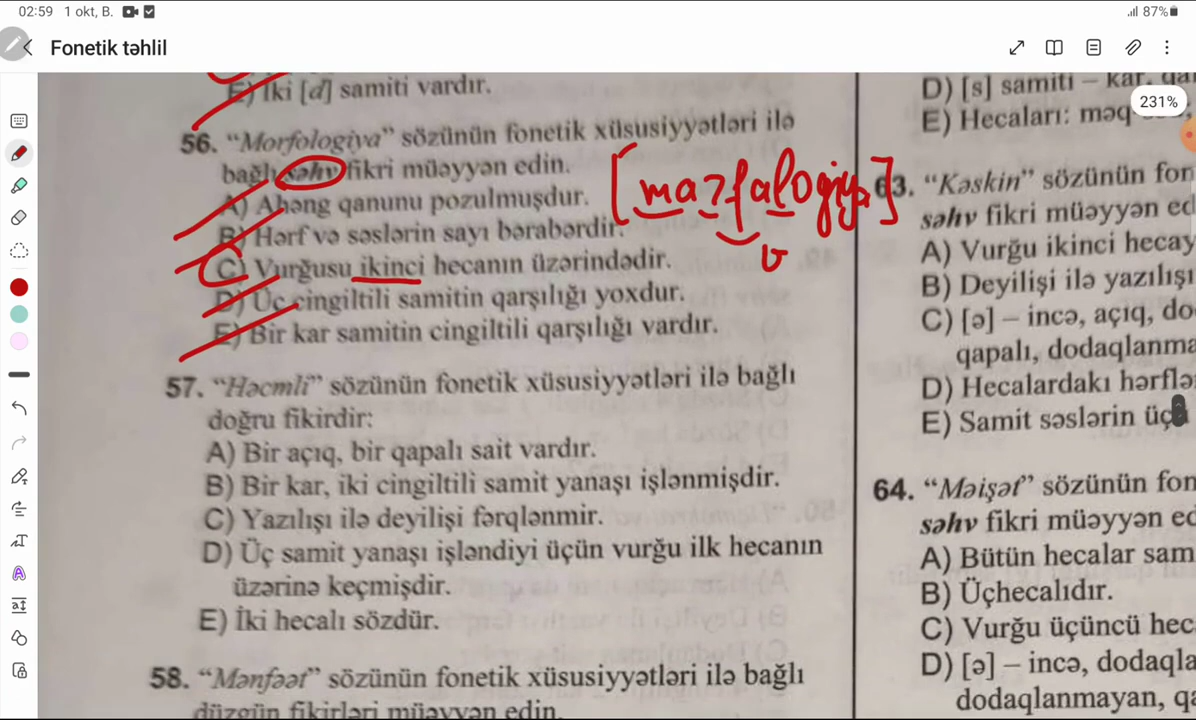 02:59 1 okt, B. 87%
Fonetik təhlil
231%
E) İki [d] samiti vardır.
56. “Morfologiya” sözünün fonetik xüsusiyyətləri ilə
bağlı səhv fikri müəyyən edin.
A) Ahəng qanunu pozulmuşdur.
B) Hərf və səslərin sayı bərabərdir.
C) Vurğusu ikinci hecanın üzərindədir.
D) Üç cingiltili samitin qarşılığı yoxdur.
E) Bir kar samitin cingiltili qarşılığı vardır.
57. “Həcmli” sözünün fonetik xüsusiyyətləri ilə bağlı
doğru fikirdir:
A) Bir açıq, bir qapalı sait vardır.
B) Bir kar, iki cingiltili samit yanaşı işlənmişdir.
C) Yazılışı ilə deyilişi fərqlənmir.
D) Üç samit yanaşı işləndiyi üçün vurğu ilk hecanın
üzərinə keçmişdir.
E) İki hecalı sözdür.
58. “Mənfəət” sözünün fonetik xüsusiyyətləri ilə bağlı
düzgün fikirləri müəyyən edin.
v
D) [s] samiti – kar,
E) Hecaları: məq
63. “Kəskin” sözünün fon
səhv fikri müəyyən ed
A) Vurğu ikinci hecay
B) Deyilişi ilə yazılışı
C) [ə] – incə, açıq, do
qapalı, dodaqlanma
D) Hecalardakı hərflə
E) Samit səslərin üç
64. “Məişət” sözünün fon
səhv fikri müəyyən ed
A) Bütün hecalar sam
B) Üçhecalıdır.
C) Vurğu üçüncü hec
D) [ə] – incə, dodaqla
dodaqlanmayan, qa